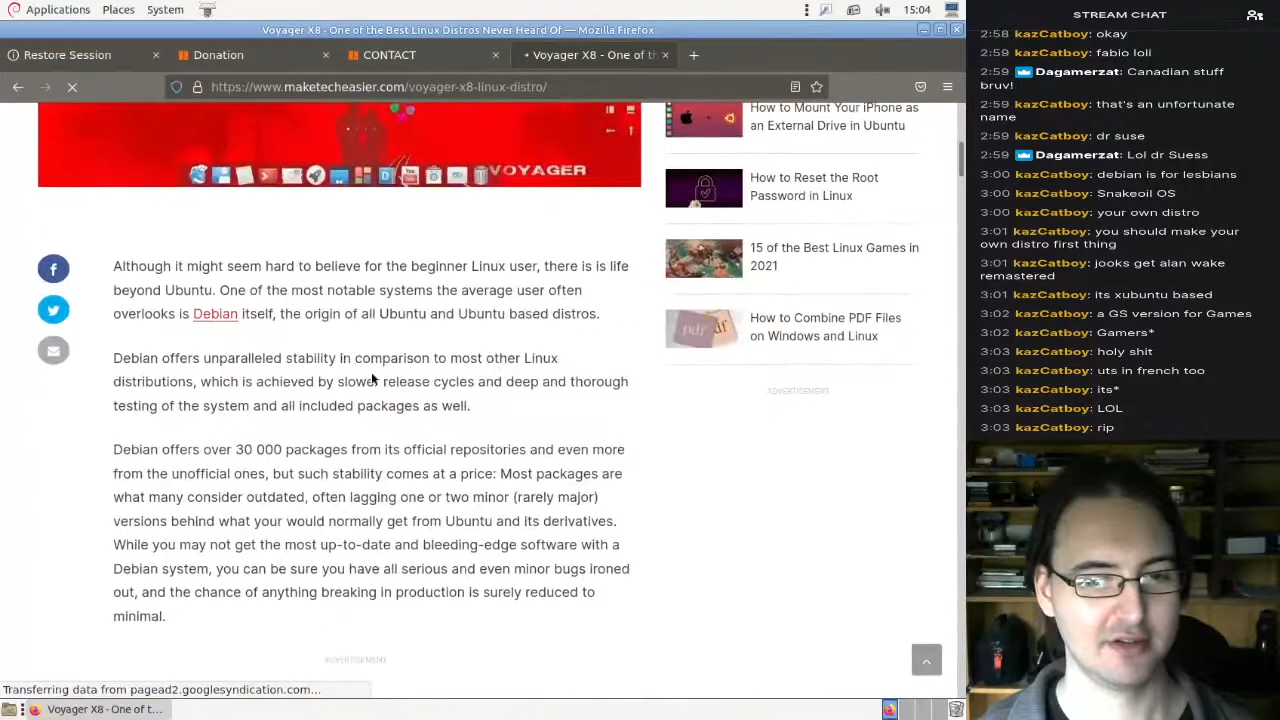 Applications Places System
15:04
Voyager X8 - One of the Best Linux Distros Never Heard Of — Mozilla Firefox
Restore Session
Donation
CONTACT
Voyager X8 - One of th
https://www.maketecheasier.com/voyager-x8-linux-distro/
VOYAGER
Although it might seem hard to believe for the beginner Linux user, there is is life
beyond Ubuntu. One of the most notable systems the average user often
overlooks is Debian itself, the origin of all Ubuntu and Ubuntu based distros.
Debian offers unparalleled stability in comparison to most other Linux
distributions, which is achieved by slower release cycles and deep and thorough
testing of the system and all included packages as well.
Debian offers over 30 000 packages from its official repositories and even more
from the unofficial ones, but such stability comes at a price: Most packages are
what many consider outdated, often lagging one or two minor (rarely major)
versions behind what your would normally get from Ubuntu and its derivatives.
While you may not get the most up-to-date and bleeding-edge software with a
Debian system, you can be sure you have all serious and even minor bugs ironed
out, and the chance of anything breaking in production is surely reduced to
minimal.
ADVERTISEMENT
How to Mount Your iPhone as
an External Drive in Ubuntu
How to Reset the Root
Password in Linux
15 of the Best Linux Games in
2021
pdf
How to Combine PDF Files
on Windows and Linux
ADVERTISEMENT
Transferring data from pagead2.googlesyndication.com...
Voyager X8 - One of t...
STREAM CHAT
2:58 kazCatboy: okay
2:59 kazCatboy: fabio loli
2:59 Dagamerzat: Canadian stuff
bruv!
2:59 kazCatboy: that's an unfortunate
name
2:59 kazCatboy: dr suse
2:59 Dagamerzat: Lol dr Suess
3:00 kazCatboy: debian is for lesbians
3:00 kazCatboy: Snakeoil OS
3:00 kazCatboy: your own distro
3:01 kazCatboy: you should make your
own distro first thing
3:01 kazCatboy: jooks get alan wake
remastered
3:01 kazCatboy: its xubuntu based
3:02 kazCatboy: a GS version for Games
3:02 kazCatboy: Gamers*
3:03 kazCatboy: holy shit
3:03 kazCatboy: uts in french too
3:03 kazCatboy: its*
3:03 kazCatboy: LOL
3:03 kazCatboy: rip